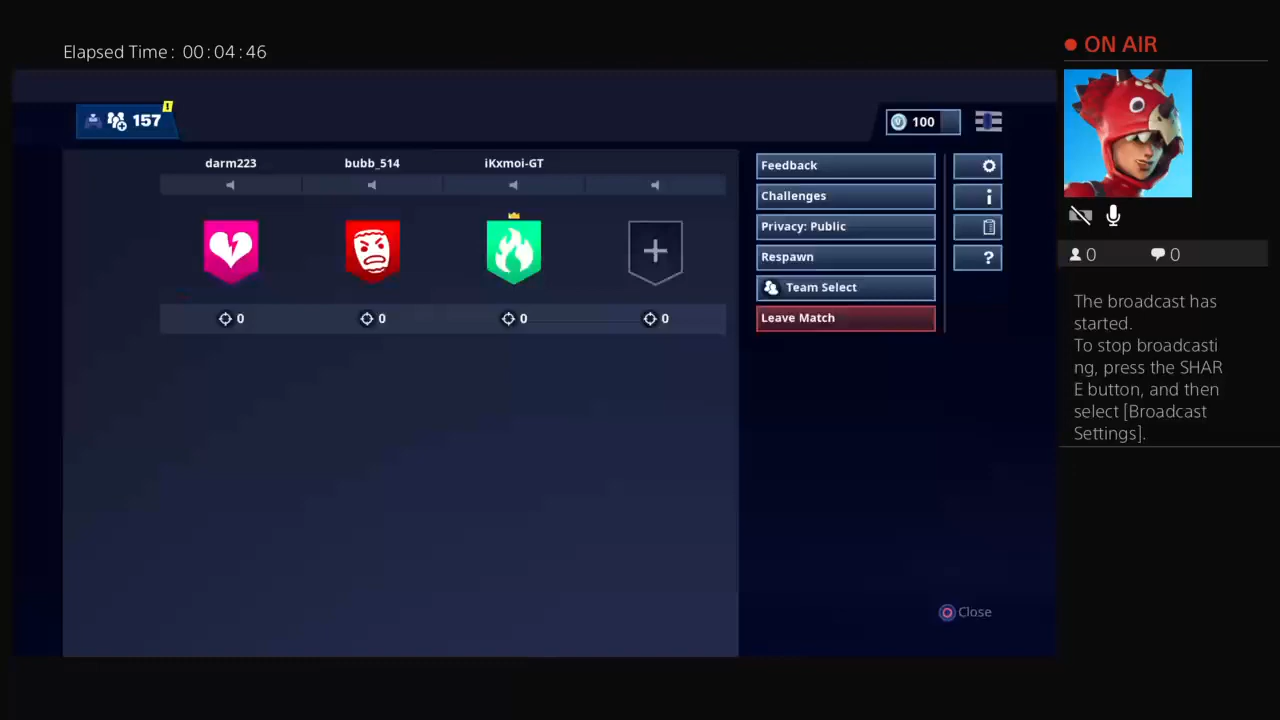 Elapsed Time: 00:04:46
ON AIR
157
100
darm223
bubb_514
iKxmoi-GT
0
0
0
0
Feedback
Challenges
Privacy: Public
Respawn
Team Select
Leave Match
i
?
Close
0
0
The broadcast has
started.
To stop broadcasti
ng, press the SHAR
E button, and then
select [Broadcast
Settings].